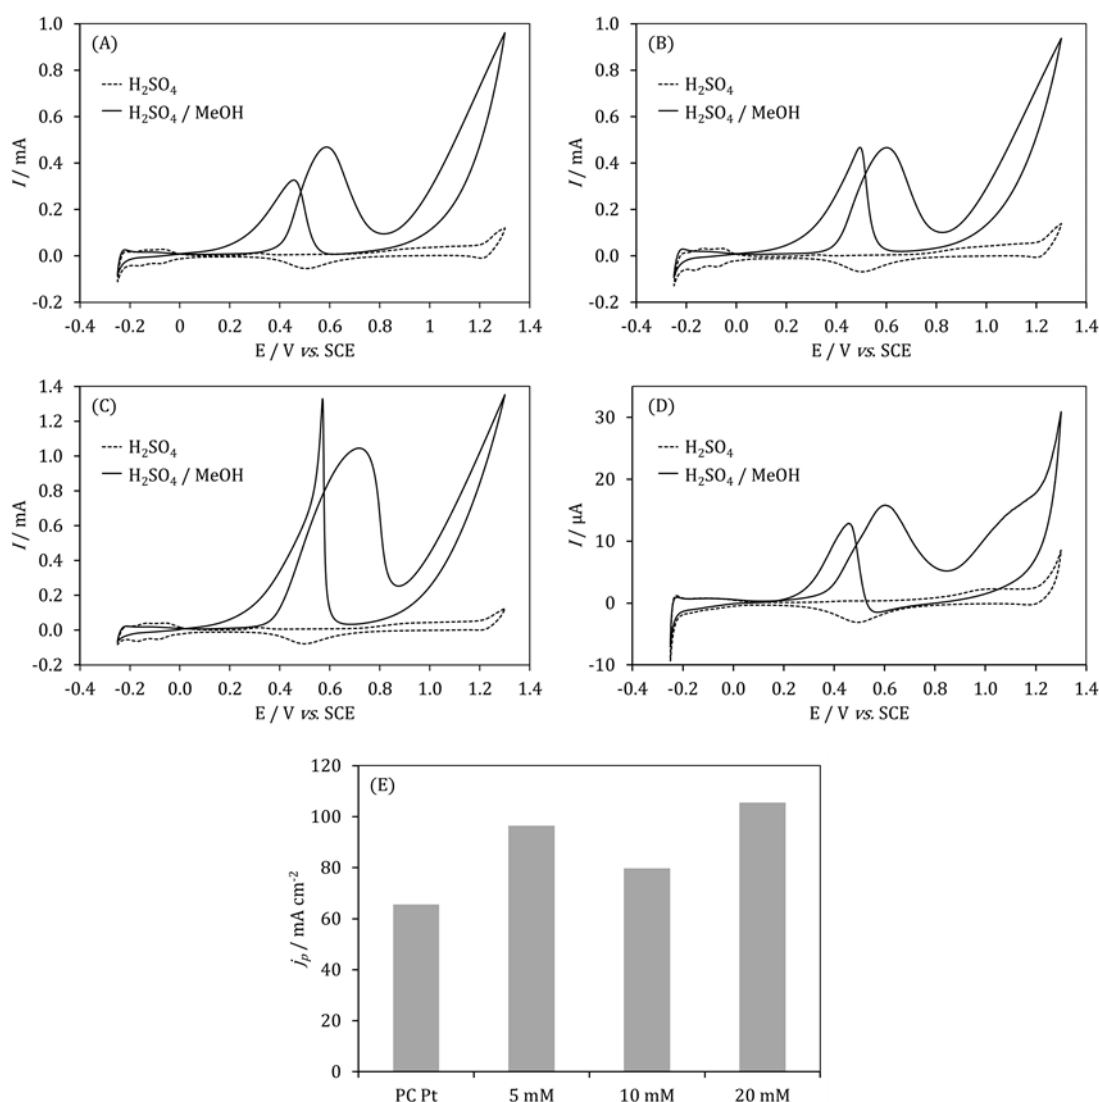 (A)
H₂SO₄
H₂SO₄ / MeOH
I / mA
1.0
0.8
0.6
0.4
0.2
0.0
-0.2
-0.4 -0.2 0 0.2 0.4 0.6 0.8 1 1.2 1.4
E / V vs. SCE
(B)
H₂SO₄
H₂SO₄ / MeOH
I / mA
1.0
0.8
0.6
0.4
0.2
0.0
-0.2
-0.4 -0.2 0.0 0.2 0.4 0.6 0.8 1.0 1.2 1.4
E / V vs. SCE
(C)
H₂SO₄
H₂SO₄ / MeOH
I / mA
1.4
1.2
1.0
0.8
0.6
0.4
0.2
0.0
-0.2
-0.4 -0.2 0.0 0.2 0.4 0.6 0.8 1.0 1.2 1.4
E / V vs. SCE
(D)
H₂SO₄
H₂SO₄ / MeOH
I / µA
30
20
10
0
-10
-0.4 -0.2 0.0 0.2 0.4 0.6 0.8 1.0 1.2 1.4
E / V vs. SCE
(E)
jₚ / mA cm⁻²
120
100
80
60
40
20
0
PC Pt 5 mM 10 mM 20 mM